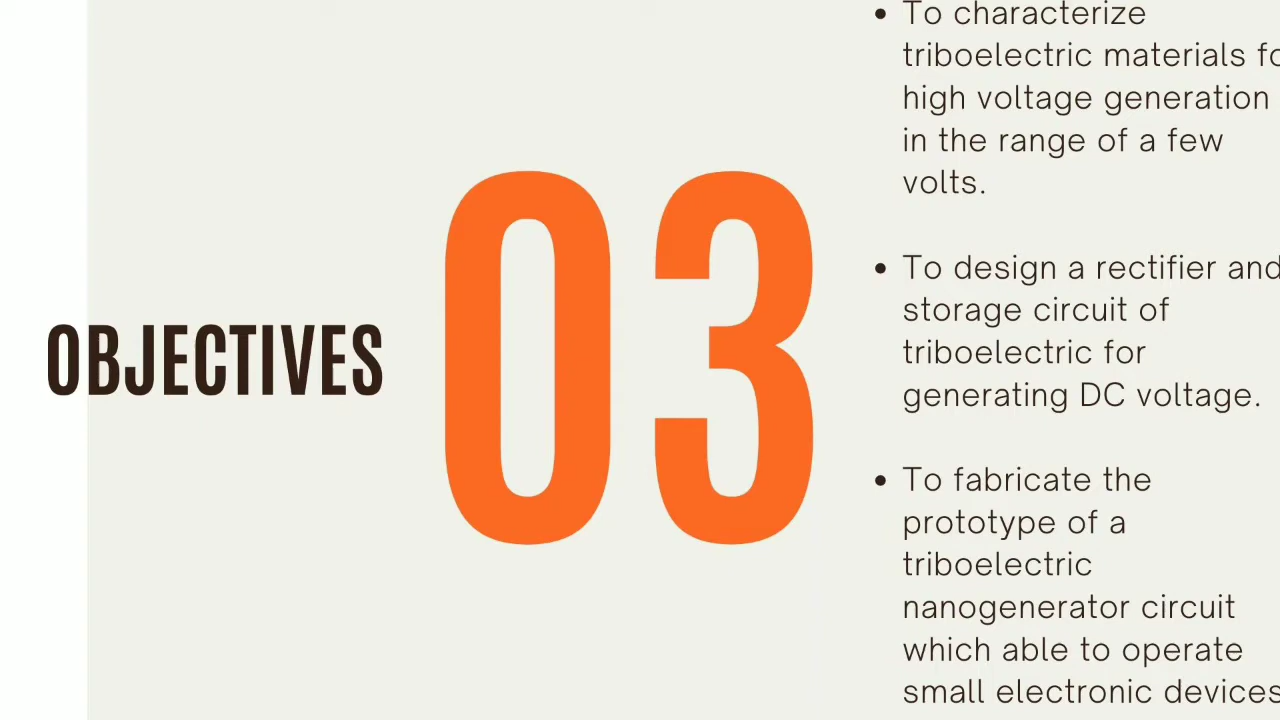 OBJECTIVES
03
• To characterize
triboelectric materials fo
high voltage generation
in the range of a few
volts.
• To design a rectifier and
storage circuit of
triboelectric for
generating DC voltage.
• To fabricate the
prototype of a
triboelectric
nanogenerator circuit
which able to operate
small electronic devices